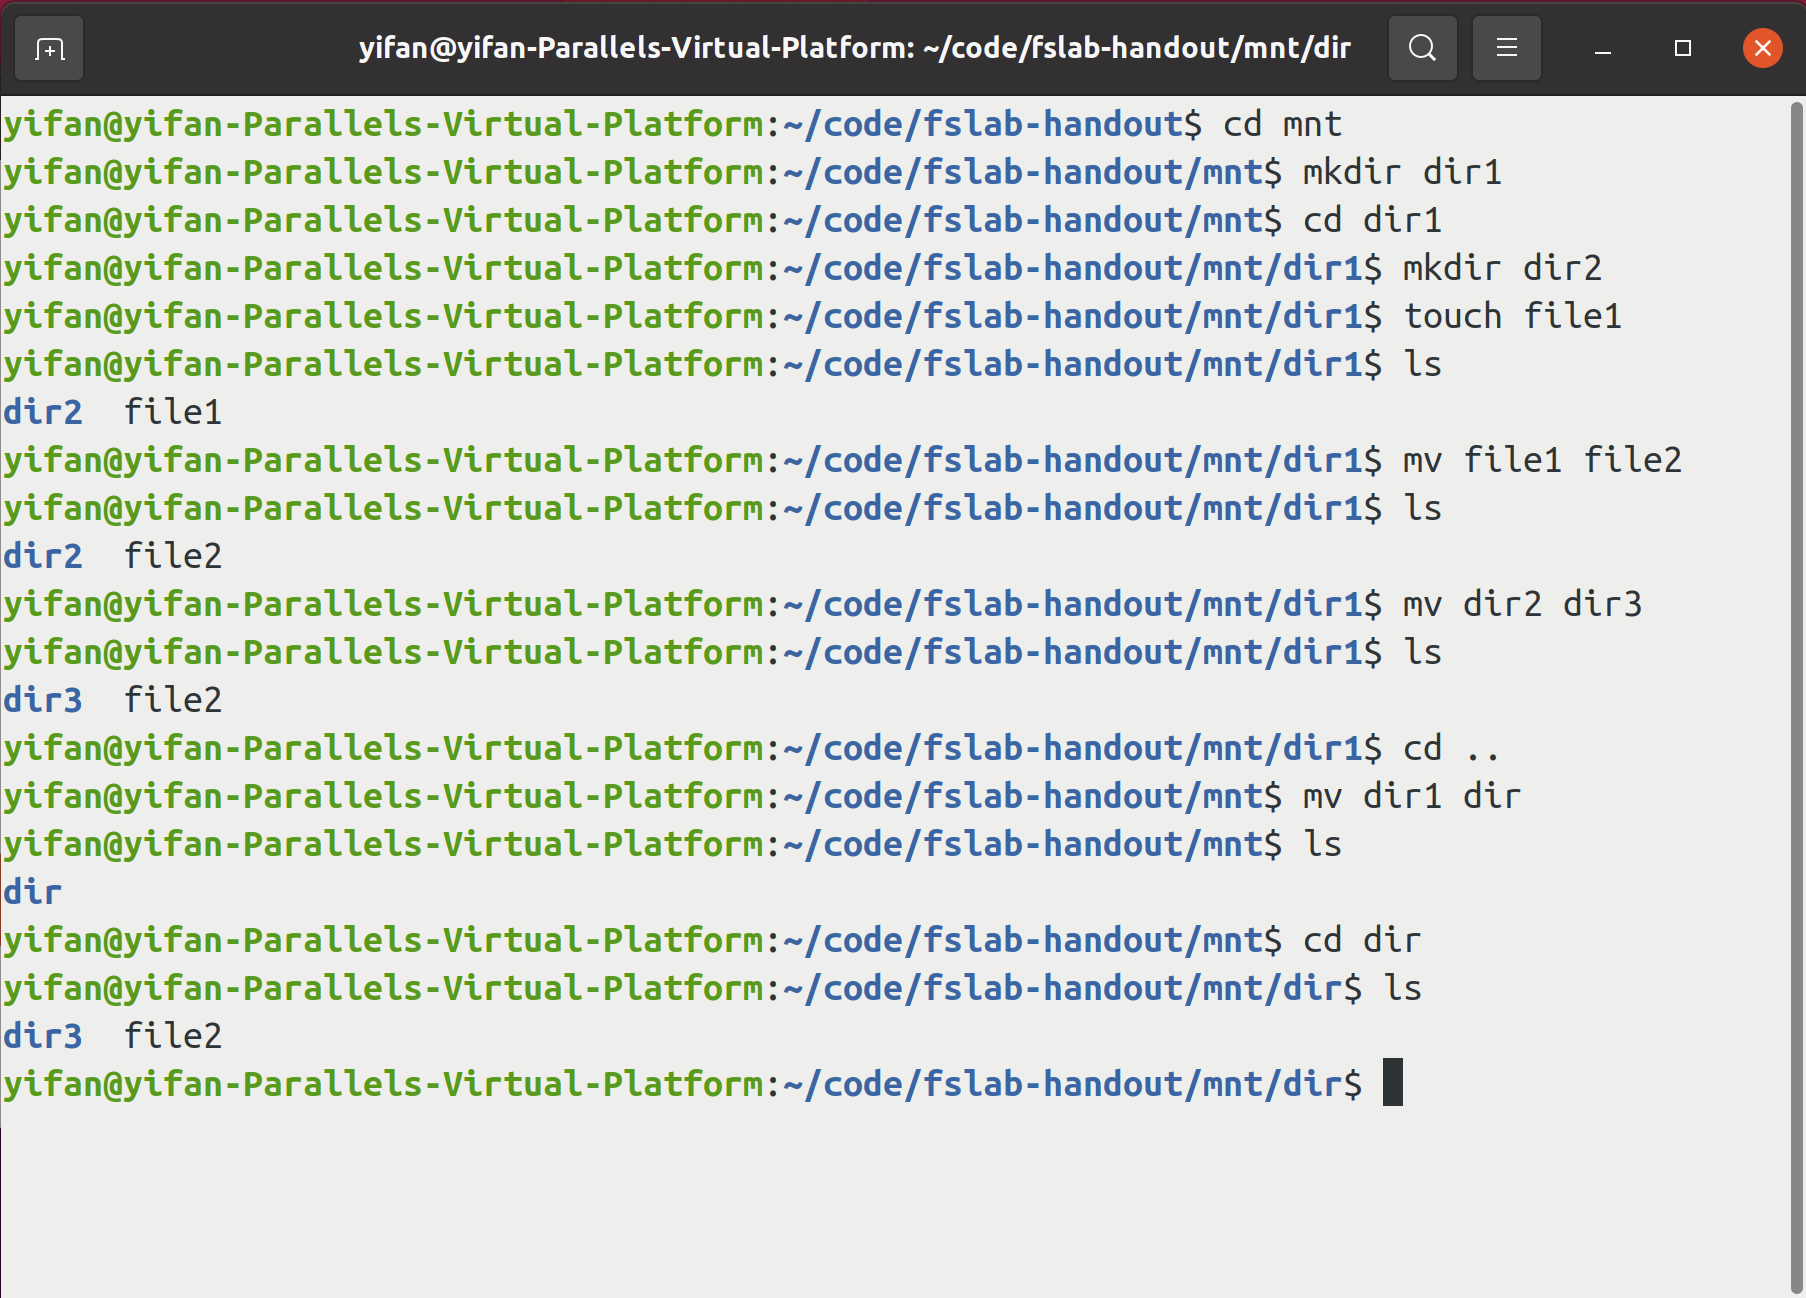 yifan@yifan-Parallels-Virtual-Platform: ~/code/fslab-handout/mnt/dir
yifan@yifan-Parallels-Virtual-Platform:~/code/fslab-handout$ cd mnt
yifan@yifan-Parallels-Virtual-Platform:~/code/fslab-handout/mnt$ mkdir dir1
yifan@yifan-Parallels-Virtual-Platform:~/code/fslab-handout/mnt$ cd dir1
yifan@yifan-Parallels-Virtual-Platform:~/code/fslab-handout/mnt/dir1$ mkdir dir2
yifan@yifan-Parallels-Virtual-Platform:~/code/fslab-handout/mnt/dir1$ touch file1
yifan@yifan-Parallels-Virtual-Platform:~/code/fslab-handout/mnt/dir1$ ls
dir2  file1
yifan@yifan-Parallels-Virtual-Platform:~/code/fslab-handout/mnt/dir1$ mv file1 file2
yifan@yifan-Parallels-Virtual-Platform:~/code/fslab-handout/mnt/dir1$ ls
dir2  file2
yifan@yifan-Parallels-Virtual-Platform:~/code/fslab-handout/mnt/dir1$ mv dir2 dir3
yifan@yifan-Parallels-Virtual-Platform:~/code/fslab-handout/mnt/dir1$ ls
dir3  file2
yifan@yifan-Parallels-Virtual-Platform:~/code/fslab-handout/mnt/dir1$ cd ..
yifan@yifan-Parallels-Virtual-Platform:~/code/fslab-handout/mnt$ mv dir1 dir
yifan@yifan-Parallels-Virtual-Platform:~/code/fslab-handout/mnt$ ls
dir
yifan@yifan-Parallels-Virtual-Platform:~/code/fslab-handout/mnt$ cd dir
yifan@yifan-Parallels-Virtual-Platform:~/code/fslab-handout/mnt/dir$ ls
dir3  file2
yifan@yifan-Parallels-Virtual-Platform:~/code/fslab-handout/mnt/dir$